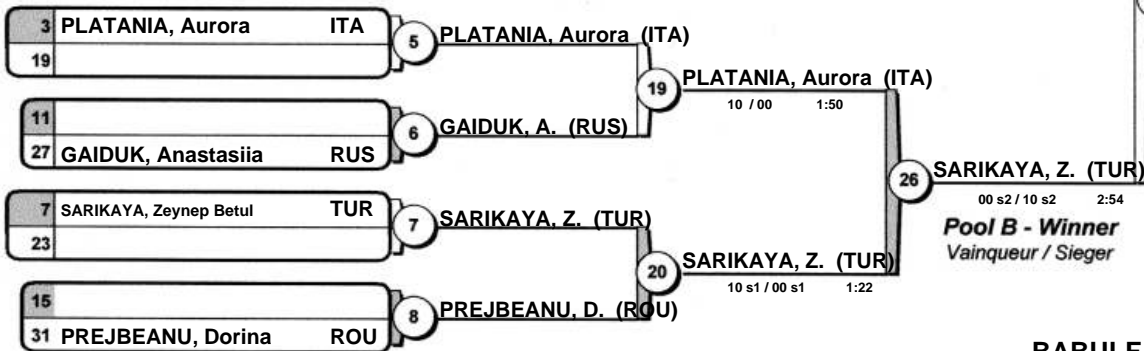 3 PLATANIA, Aurora ITA
19
5 PLATANIA, Aurora (ITA)
11
27 GAIDUK, Anastasiia RUS
6 GAIDUK, A. (RUS)
19 PLATANIA, Aurora (ITA)
10 / 00 1:50
7 SARIKAYA, Zeynep Betul TUR
23
7 SARIKAYA, Z. (TUR)
15
31 PREJBEANU, Dorina ROU
8 PREJBEANU, D. (ROU)
20 SARIKAYA, Z. (TUR)
10 s1 / 00 s1 1:22
26 SARIKAYA, Z. (TUR)
00 s2 / 10 s2 2:54
Pool B - Winner
Vainqueur / Sieger